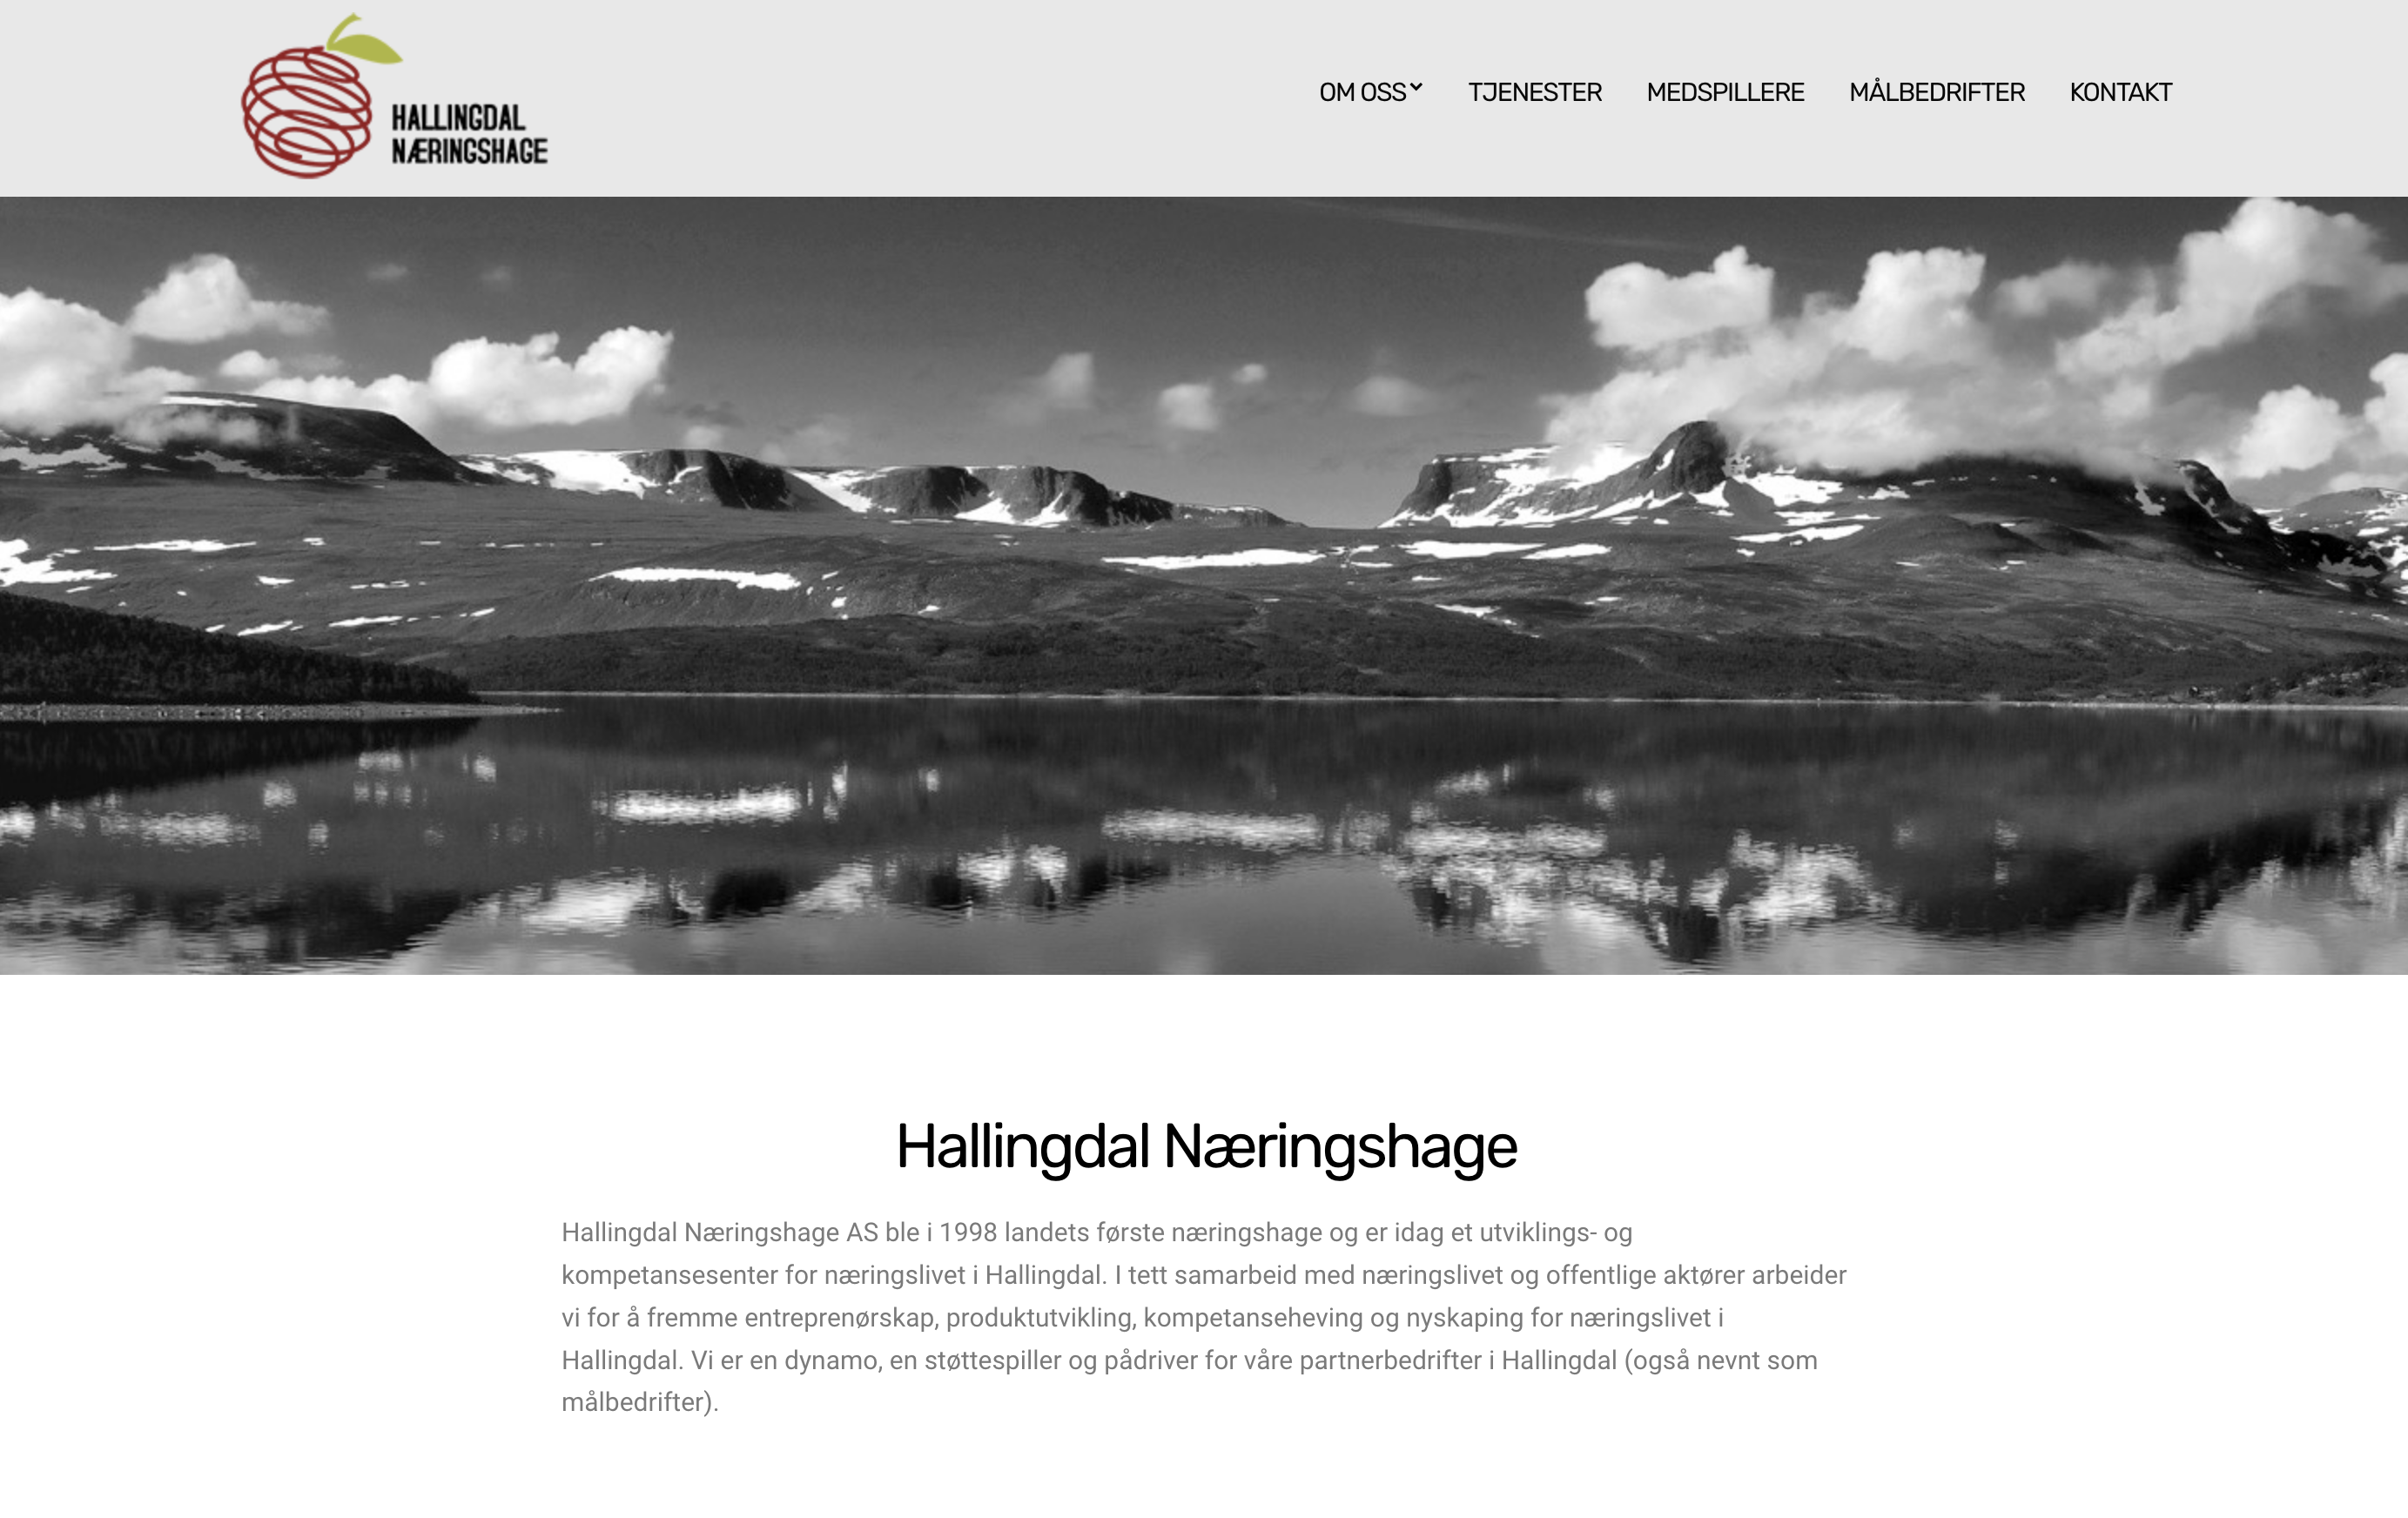 HALLINGDAL
NÆRINGSHAGE
OM OSS
TJENESTER
MEDSPILLERE
MÅLBEDRIFTER
KONTAKT
Hallingdal Næringshage
Hallingdal Næringshage AS ble i 1998 landets første næringshage og er idag et utviklings- og
kompetansesenter for næringslivet i Hallingdal. I tett samarbeid med næringslivet og offentlige aktører arbeider
vi for å fremme entreprenørskap, produktutvikling, kompetanseheving og nyskaping for næringslivet i
Hallingdal. Vi er en dynamo, en støttespiller og pådriver for våre partnerbedrifter i Hallingdal (også nevnt som
målbedrifter).